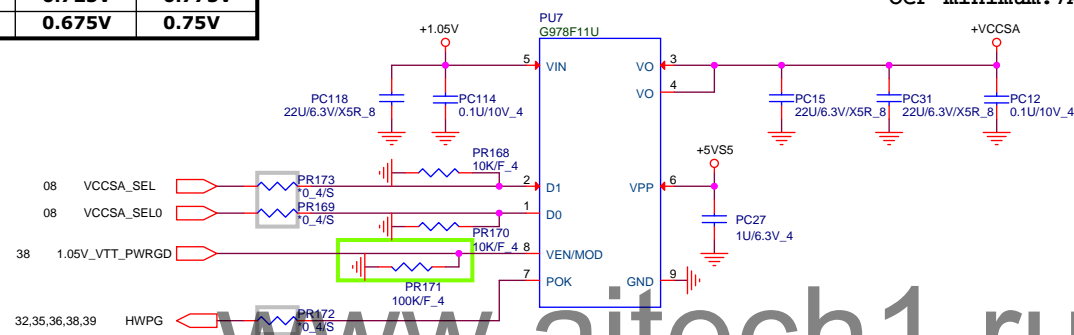 0.675V 0.75V
+1.05V
PU7
G978F11U
+VCCSA
5 VIN
VO 3
VO 4
PC118
22U/6.3V/X5R_8
PC114
0.1U/10V_4
PC15
22U/6.3V/X5R_8
PC31
22U/6.3V/X5R_8
PC12
0.1U/10V_4
PR168
10K/F_4
+5VS5
08 VCCSA_SEL
PR173
*0_4/S
2 D1
VPP 6
08 VCCSA_SEL0
PR169
*0_4/S
1 D0
PC27
1U/6.3V_4
PR170
10K/F_4
38 1.05V_VTT_PWRGD
8 VEN/MOD
PR171
100K/F_4
7 POK
GND 9
32,35,36,38,39 HWPG
PR172
*0_4/S
www.aitech1.ru